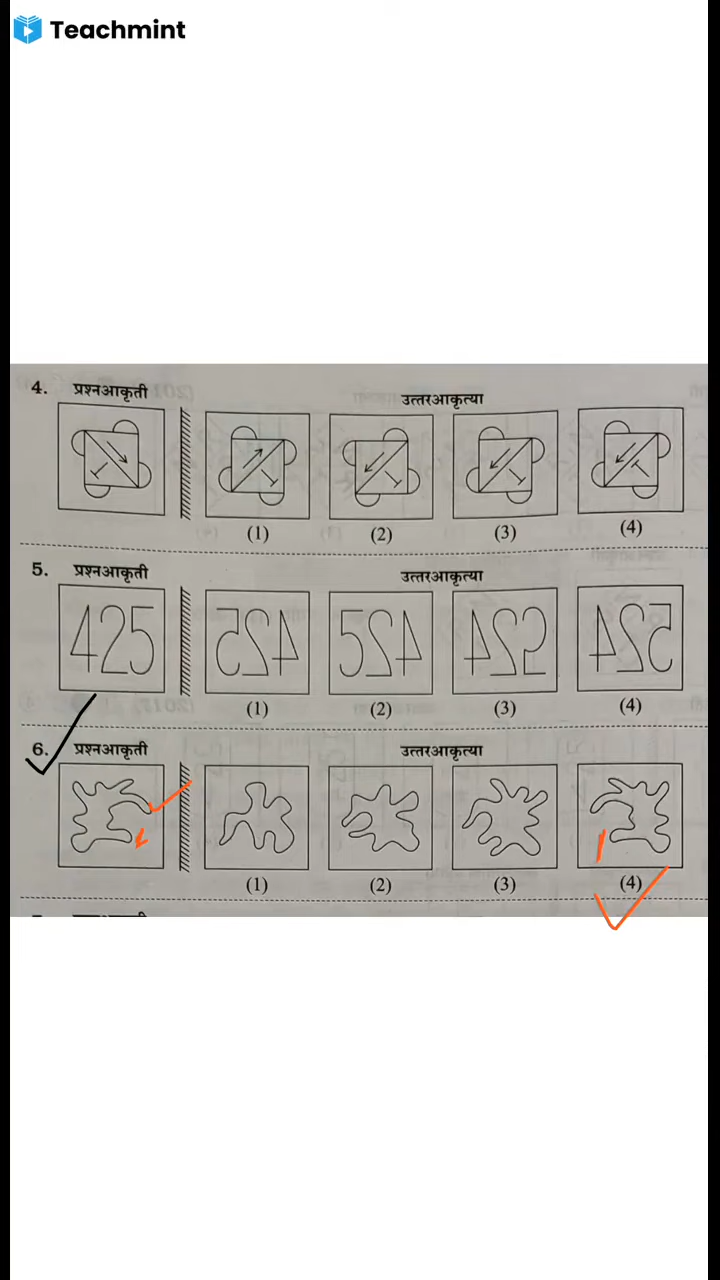 Teachmint
4. प्रश्नआकृती उत्तरआकृत्या
(1) (2) (3) (4)
5. प्रश्नआकृती उत्तरआकृत्या
425
(1) (2) (3) (4)
6. प्रश्नआकृती उत्तरआकृत्या
(1) (2) (3) (4)